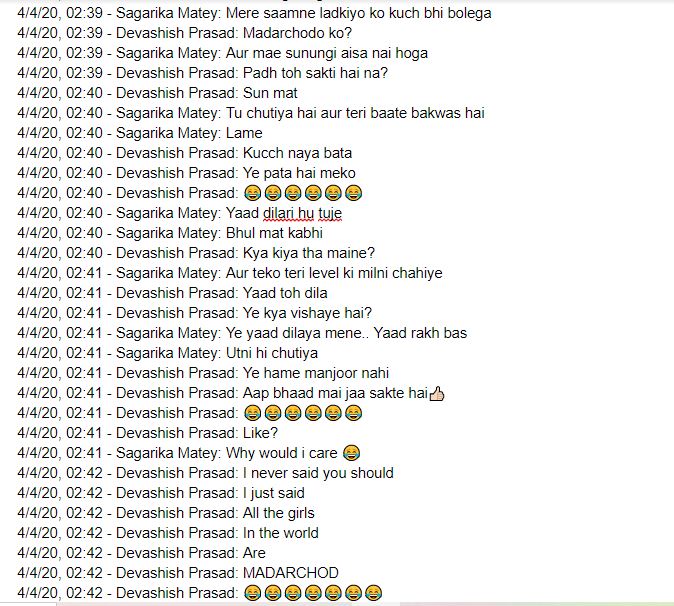 4/4/20, 02:39 - Sagarika Matey: Mere saamne ladkiyo ko kuch bhi bolega
4/4/20, 02:39 - Devashish Prasad: Madarchodo ko?
4/4/20, 02:39 - Sagarika Matey: Aur mae sunungi aisa nai hoga
4/4/20, 02:39 - Devashish Prasad: Padh toh sakti hai na?
4/4/20, 02:40 - Devashish Prasad: Sun mat
4/4/20, 02:40 - Sagarika Matey: Tu chutiya hai aur teri baate bakwas hai
4/4/20, 02:40 - Sagarika Matey: Lame
4/4/20, 02:40 - Devashish Prasad: Kucch naya bata
4/4/20, 02:40 - Devashish Prasad: Ye pata hai meko
4/4/20, 02:40 - Devashish Prasad: 😂😂😂😂😂😂
4/4/20, 02:40 - Sagarika Matey: Yaad dilari hu tuje
4/4/20, 02:40 - Sagarika Matey: Bhul mat kabhi
4/4/20, 02:40 - Devashish Prasad: Kya kiya tha maine?
4/4/20, 02:41 - Sagarika Matey: Aur teko teri level ki milni chahiye
4/4/20, 02:41 - Devashish Prasad: Yaad toh dila
4/4/20, 02:41 - Devashish Prasad: Ye kya vishaye hai?
4/4/20, 02:41 - Sagarika Matey: Ye yaad dilaya mene.. Yaad rakh bas
4/4/20, 02:41 - Sagarika Matey: Utni hi chutiya
4/4/20, 02:41 - Devashish Prasad: Ye hame manjoor nahi
4/4/20, 02:41 - Devashish Prasad: Aap bhaad mai jaa sakte hai👍🏻
4/4/20, 02:41 - Devashish Prasad: 😂😂😂😂😂😂
4/4/20, 02:41 - Devashish Prasad: Like?
4/4/20, 02:41 - Sagarika Matey: Why would i care 😂
4/4/20, 02:42 - Devashish Prasad: I never said you should
4/4/20, 02:42 - Devashish Prasad: I just said
4/4/20, 02:42 - Devashish Prasad: All the girls
4/4/20, 02:42 - Devashish Prasad: In the world
4/4/20, 02:42 - Devashish Prasad: Are
4/4/20, 02:42 - Devashish Prasad: MADARCHOD
4/4/20, 02:42 - Devashish Prasad: 😂😂😂😂😂😂😂